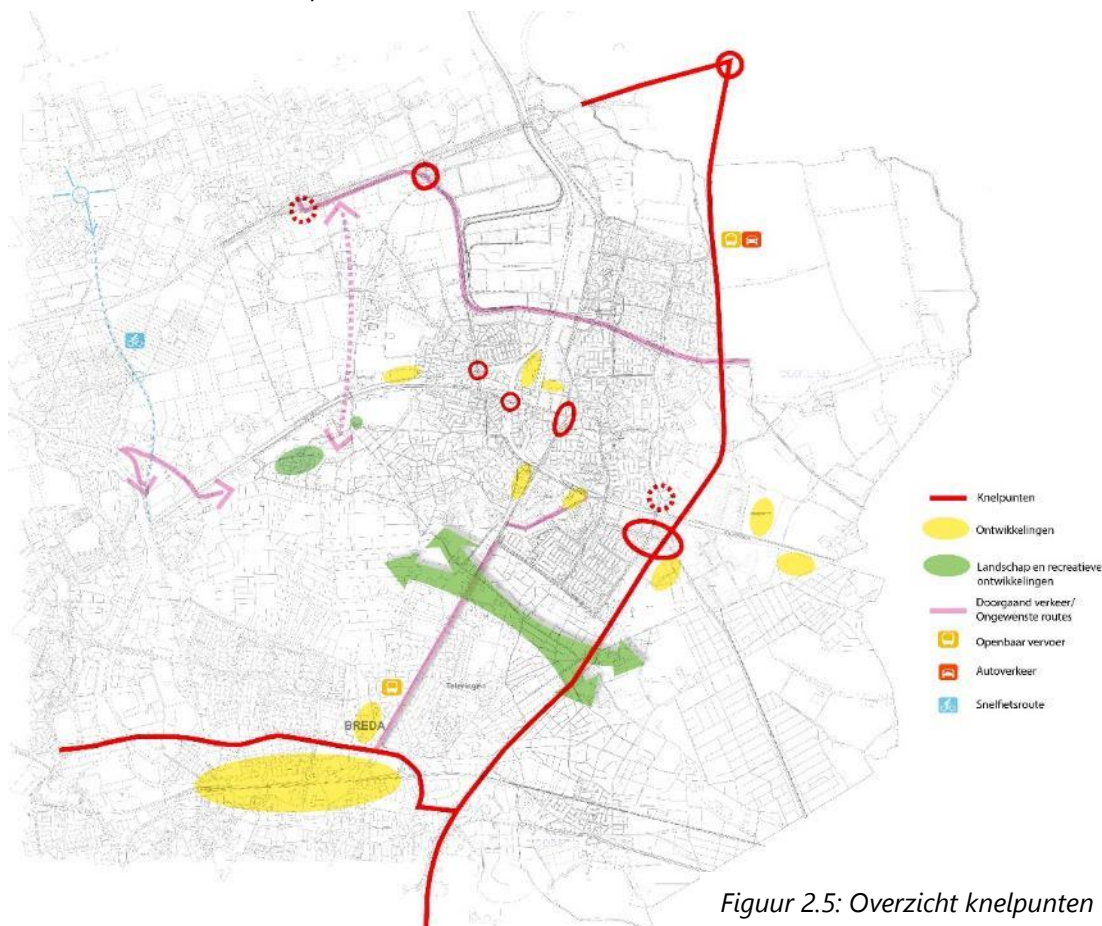 Teteringen
BREDA
Knelpunten
Ontwikkelingen
Landschap en recreatieve
ontwikkelingen
Doorgaand verkeer/
Ongewenste routes
Openbaar vervoer
Autoverkeer
Snelfietsroute
Figuur 2.5: Overzicht knelpunten